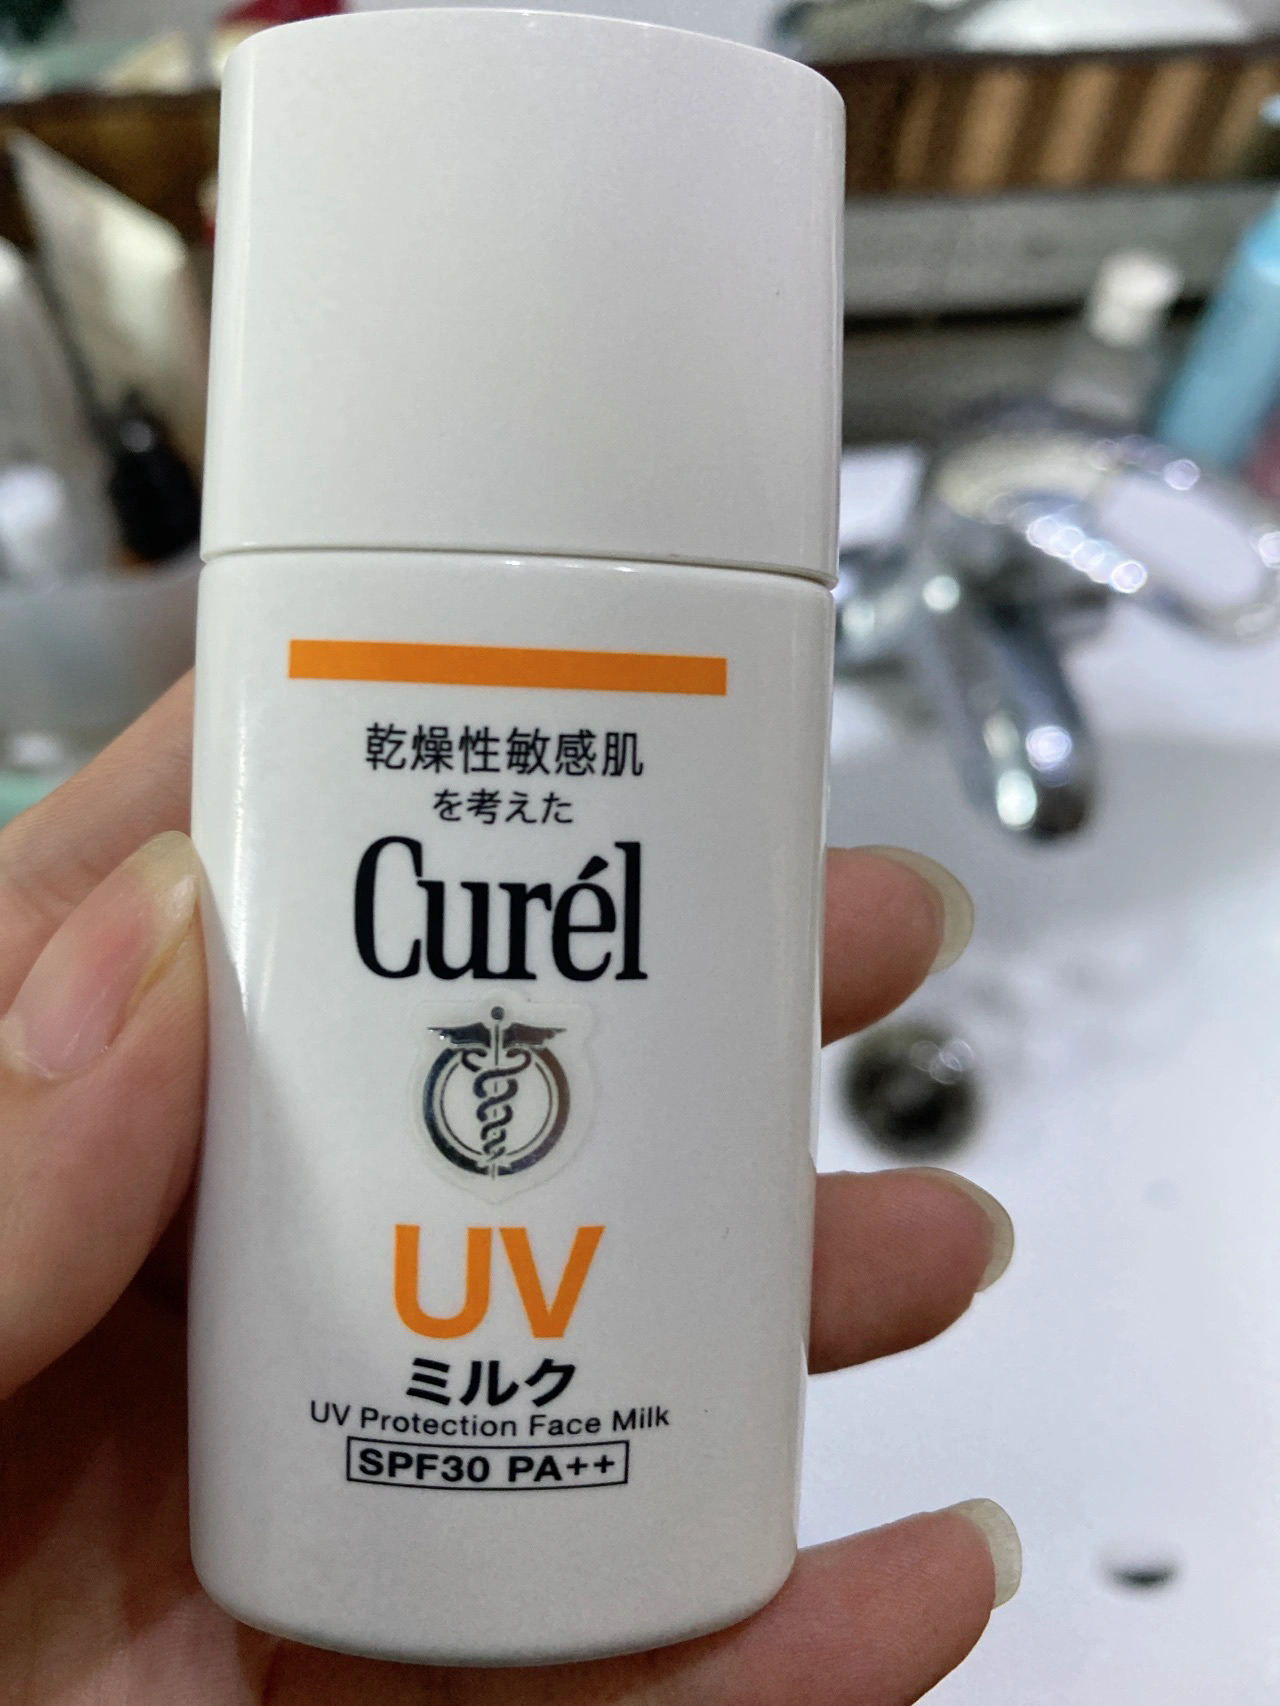 乾燥性敏感肌
を考えた
Curél
UV
ミルク
UV Protection Face Milk
SPF30 PA++